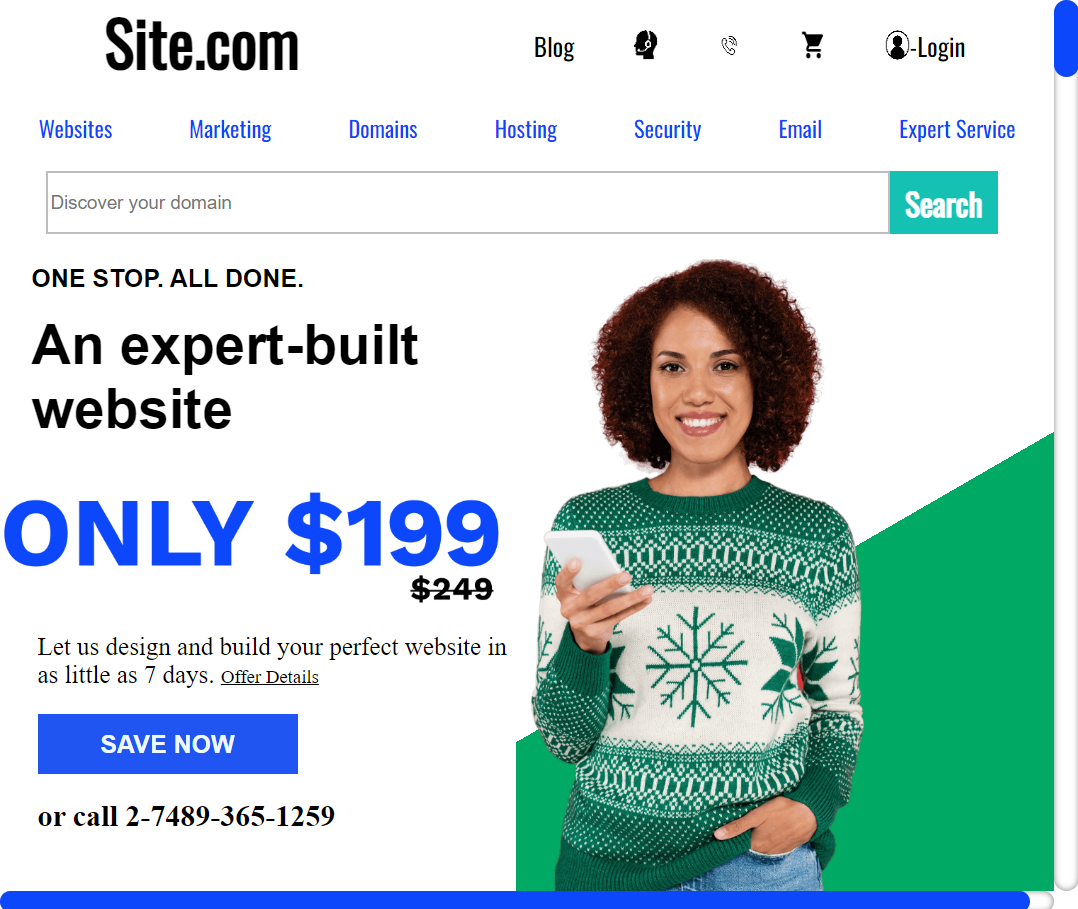 Site.com
Blog
-Login
Websites Marketing Domains Hosting Security Email Expert Service
Discover your domain Search
ONE STOP. ALL DONE.
An expert-built
website
ONLY $199
$249
Let us design and build your perfect website in
as little as 7 days. Offer Details
SAVE NOW
or call 2-7489-365-1259